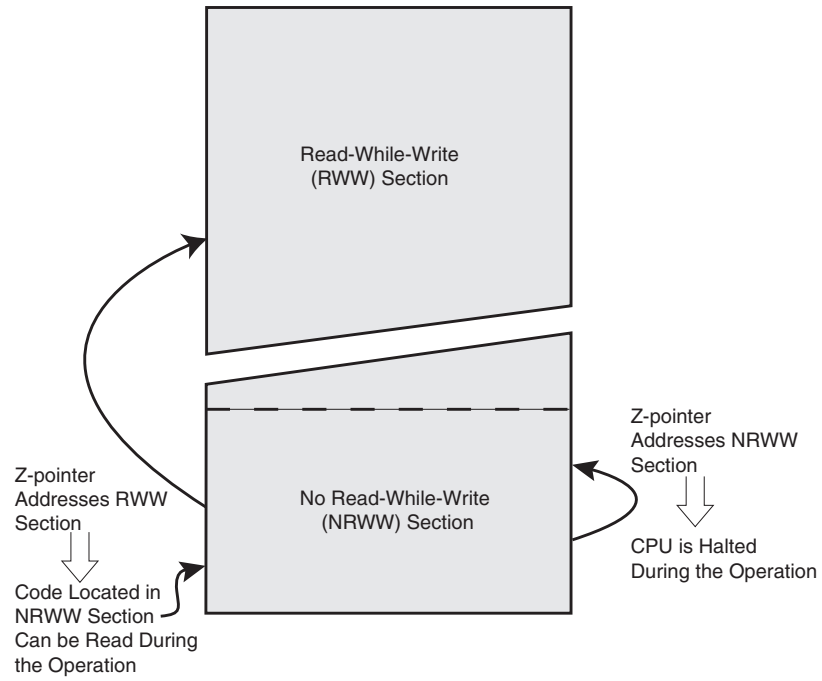 Read-While-Write
(RWW) Section
Z-pointer
Addresses RWW
Section
Code Located in
NRWW Section
Can be Read During
the Operation
No Read-While-Write
(NRWW) Section
Z-pointer
Addresses NRWW
Section
CPU is Halted
During the Operation